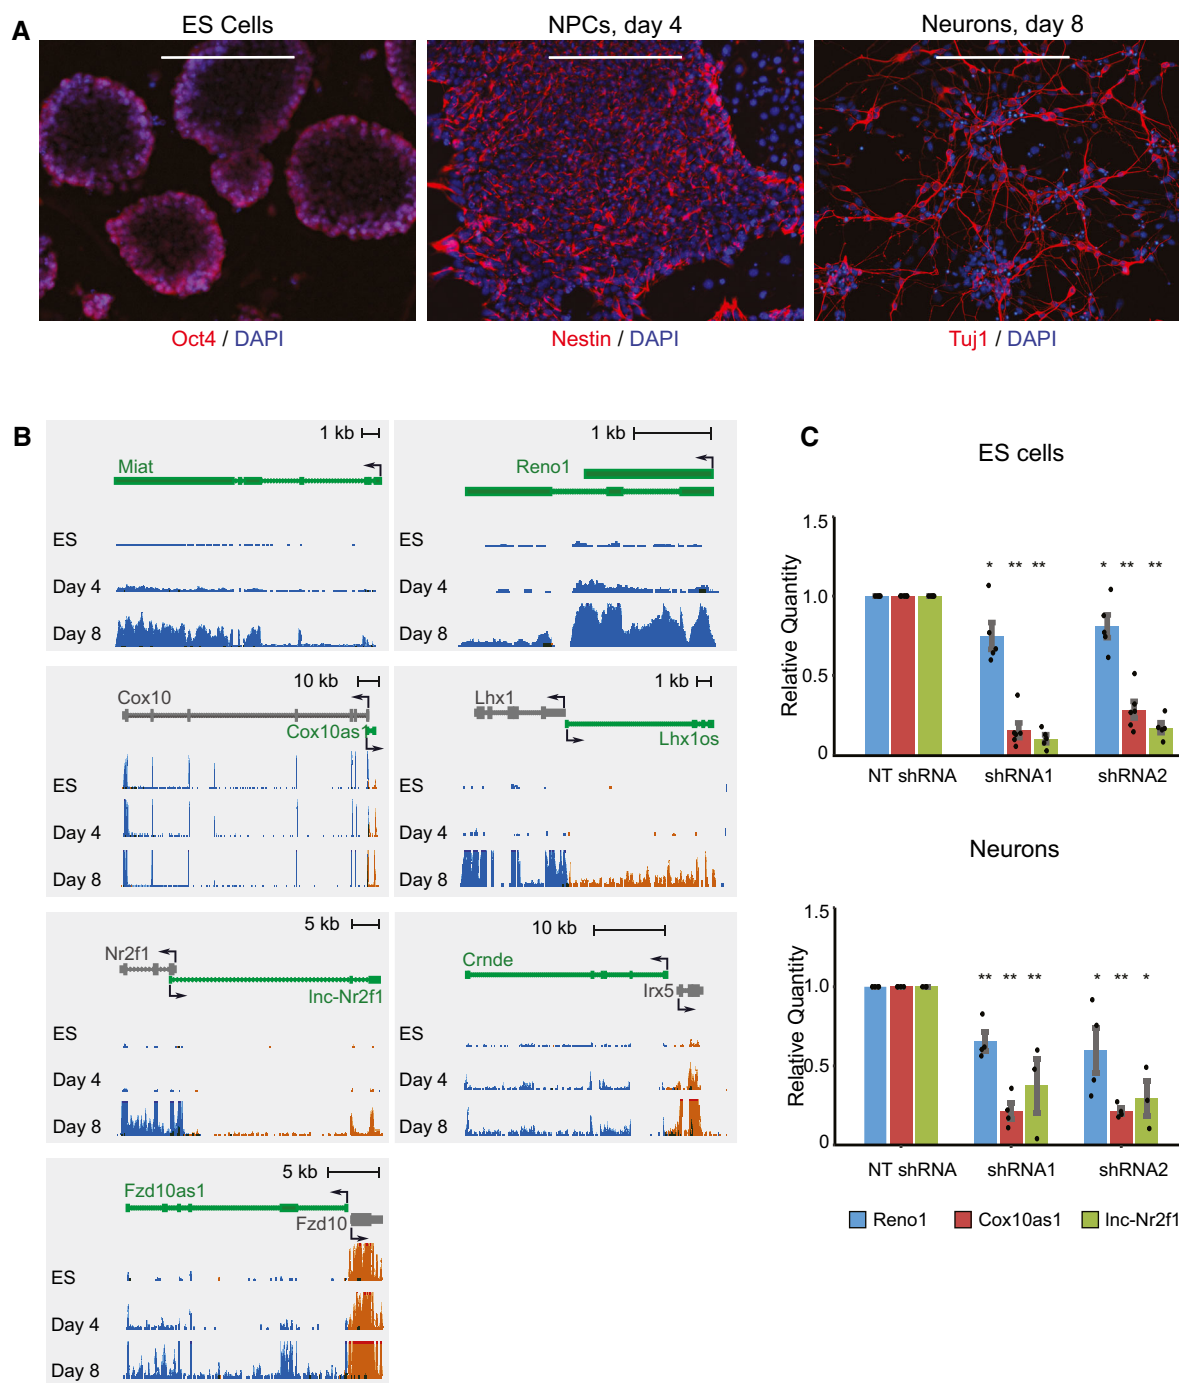 A
ES Cells
NPCs, day 4
Neurons, day 8
Oct4 / DAPI
Nestin / DAPI
Tuj1 / DAPI
B
1 kb
Miat
ES
Day 4
Day 8
1 kb
Reno1
ES
Day 4
Day 8
10 kb
Cox10
Cox10as1
ES
Day 4
Day 8
1 kb
Lhx1
Lhx1os
ES
Day 4
Day 8
5 kb
Nr2f1
lnc-Nr2f1
ES
Day 4
Day 8
10 kb
Crnde
Irx5
ES
Day 4
Day 8
5 kb
Fzd10as1
Fzd10
ES
Day 4
Day 8
C
ES cells
Relative Quantity
1.5
1.0
0.5
0
* ** **
* ** **
NT shRNA
shRNA1
shRNA2
Neurons
Relative Quantity
1.5
1.0
0.5
0
** ** **
* ** *
NT shRNA
shRNA1
shRNA2
Reno1
Cox10as1
lnc-Nr2f1